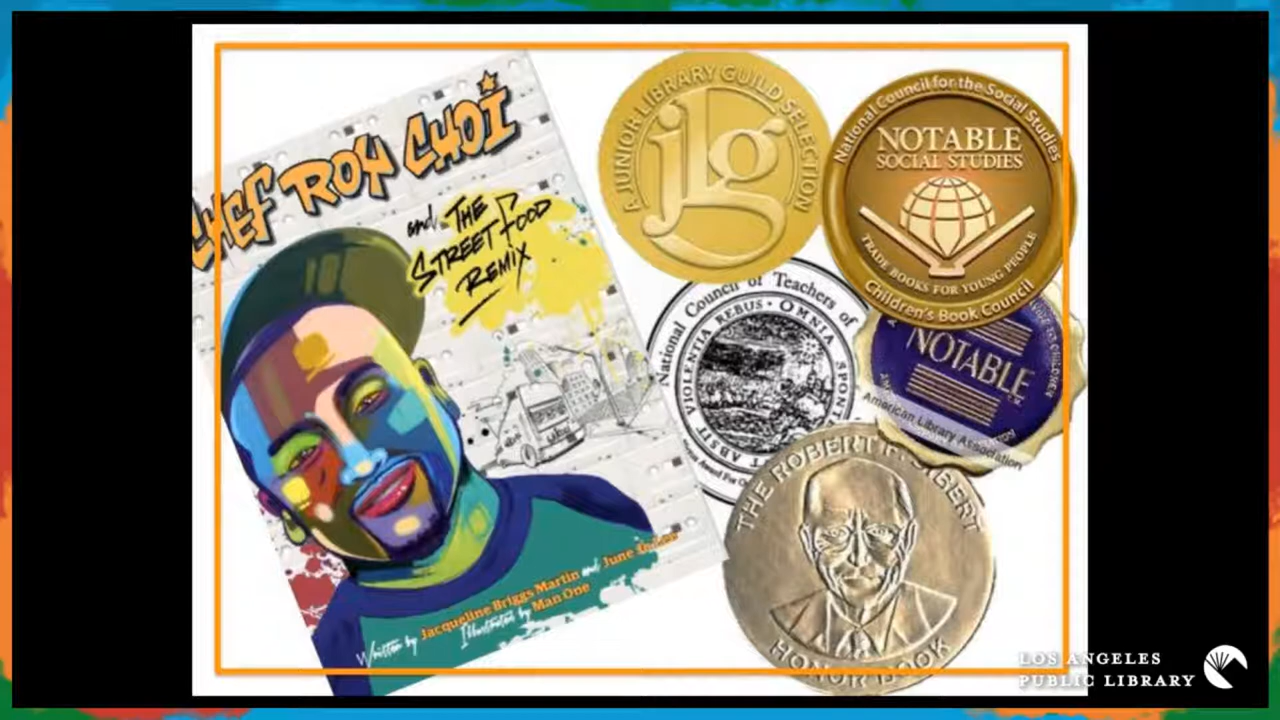 CHEF ROY CHOI
and THE
STREET FOOD
REMIX
Written by Jacqueline Briggs Martin and June Jo Lee
Illustrated by Man One
A JUNIOR LIBRARY GUILD SELECTION
jlg
National Council for the Social Studies
NOTABLE
SOCIAL STUDIES
TRADE BOOKS FOR YOUNG PEOPLE
Children's Book Council
National Council of Teachers of
VIOLENTIA REBUS · OMNIA SPONT
ABSIT
NOTABLE
American Library Association
THE ROBERT F. SIBERT
HONOR BOOK
LOS ANGELES
PUBLIC LIBRARY